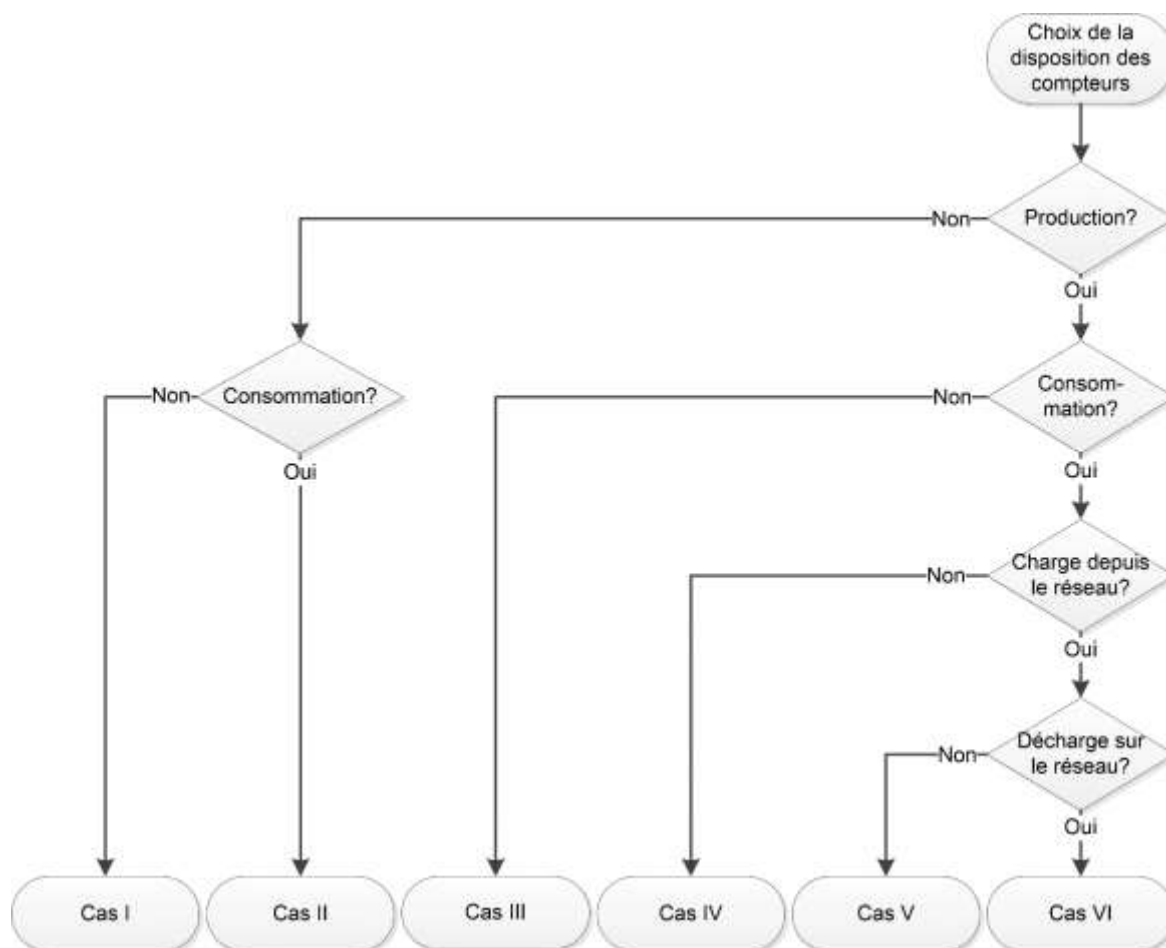 Choix de la
disposition des
compteurs
Non
Production?
Oui
Non
Consommation?
Non
Consom-
mation?
Oui
Oui
Non
Charge depuis
le réseau?
Oui
Non
Décharge sur
le réseau?
Oui
Cas I
Cas II
Cas III
Cas IV
Cas V
Cas VI